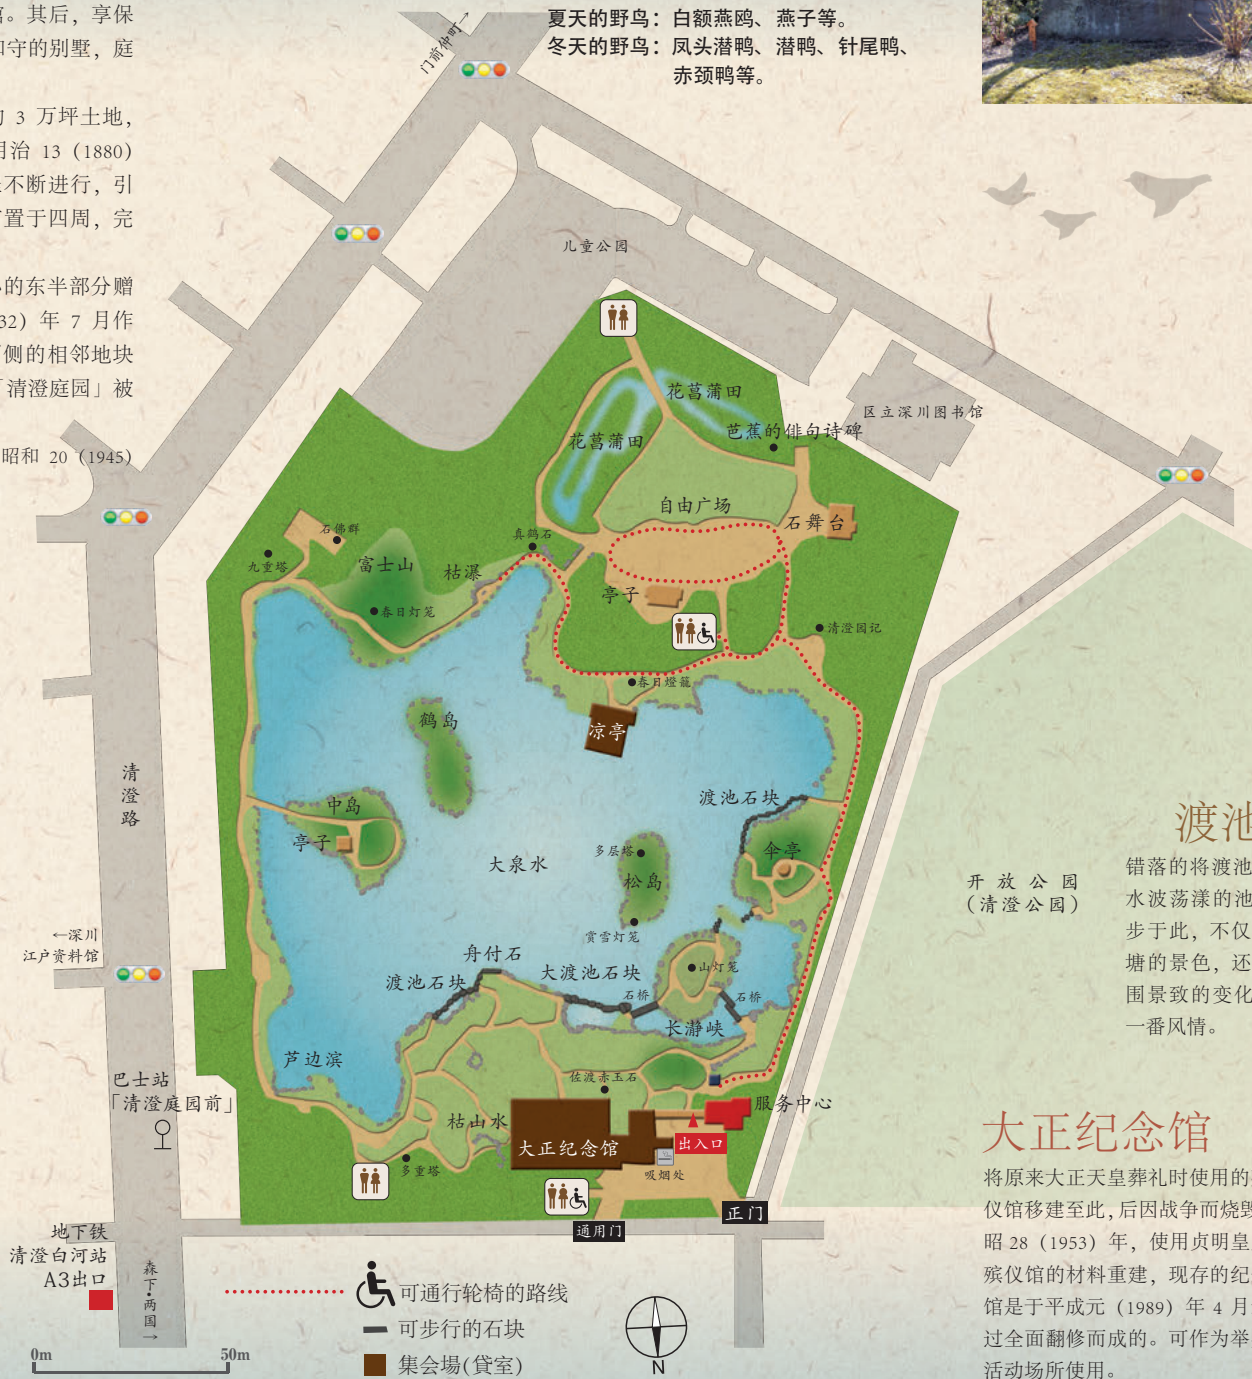 馆。其后，享保
和守的别墅，庭
的 3 万坪土地，
明治 13（1880）
不断进行，引
置于四周，完
的东半部分赠
32）年 7 月作
侧的相邻地块
「清澄庭园」被
昭和 20（1945）
夏天的野鸟：白额燕鸥、燕子等。
冬天的野鸟：凤头潜鸭、潜鸭、针尾鸭、
赤颈鸭等。
门前仲町→
儿童公园
花菖蒲田
花菖蒲田
芭蕉的俳句诗碑
区立深川图书馆
自由广场
石舞台
石佛群
九重塔
富士山
枯瀑
真鹤石
春日灯笼
亭子
清澄园记
春日燈籠
鹤岛
凉亭
清澄路
渡池石块
中岛
亭子
大泉水
多层塔
松岛
伞亭
赏雪灯笼
开放公园
（清澄公园）
←深川
江户资料馆
舟付石
渡池石块
大渡池石块
石桥
山灯笼
石桥
长瀞峡
芦边滨
佐渡赤玉石
巴士站
「清澄庭园前」
枯山水
大正纪念馆
服务中心
出入口
吸烟处
多重塔
正门
通用门
地下铁
清澄白河站
A3出口
森下・两国→
可通行轮椅的路线
可步行的石块
集会場(貸室)
0m
50m
N
渡池
错落的将渡池
水波荡漾的池
步于此，不仅
塘的景色，还
围景致的变化
一番风情。
大正纪念馆
将原来大正天皇葬礼时使用的
仪馆移建至此，后因战争而烧毁
昭 28（1953）年，使用贞明皇
殡仪馆的材料重建，现存的纪
馆是于平成元（1989）年 4 月
过全面翻修而成的。可作为举
活动场所使用。